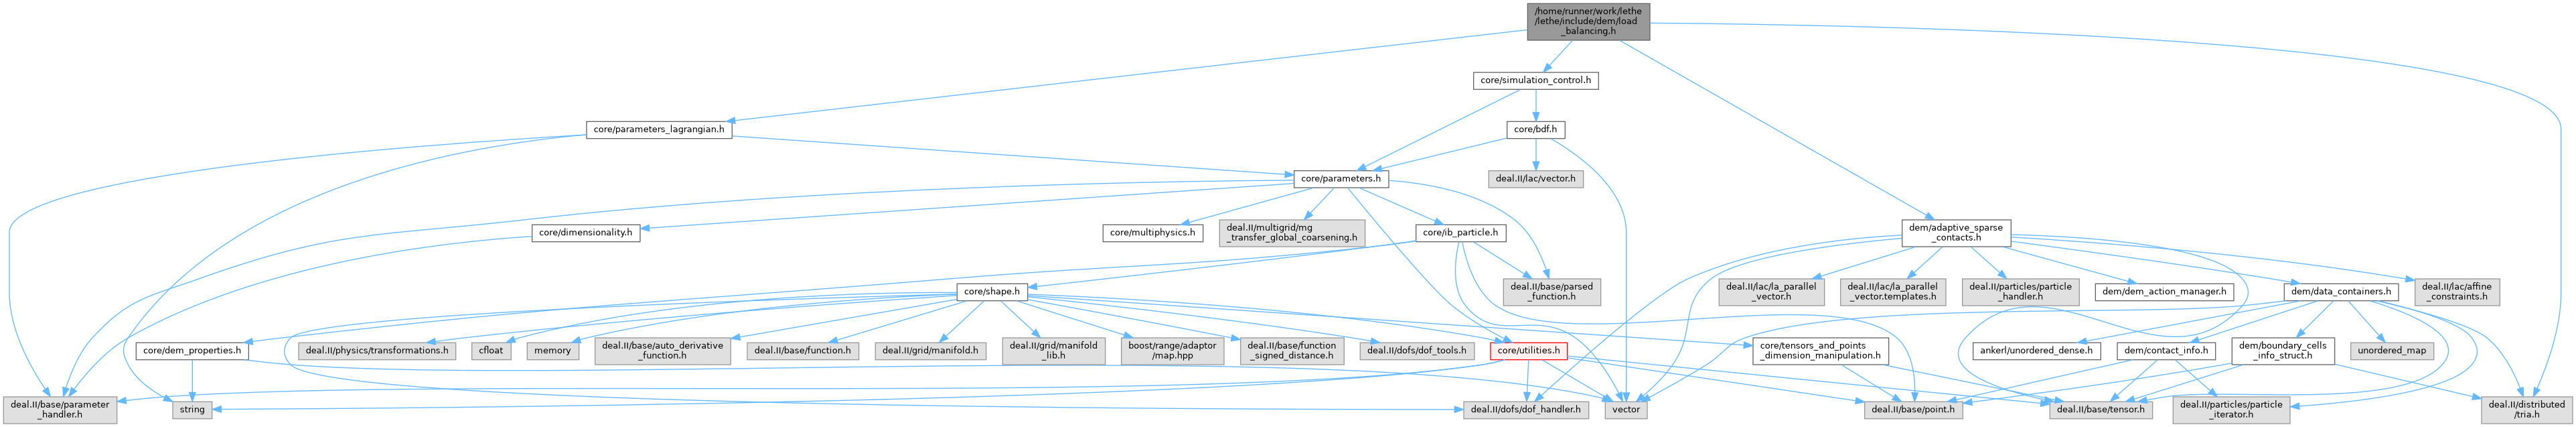 /home/runner/work/lethe
/lethe/include/dem/load
_balancing.h
core/simulation_control.h
core/parameters_lagrangian.h
core/bdf.h
core/parameters.h
deal.II/lac/vector.h
core/dimensionality.h
core/multiphysics.h
deal.II/multigrid/mg
_transfer_global_coarsening.h
core/ib_particle.h
dem/adaptive_sparse
_contacts.h
core/shape.h
deal.II/base/parsed
_function.h
deal.II/lac/la_parallel
_vector.h
deal.II/lac/la_parallel
_vector.templates.h
deal.II/particles/particle
_handler.h
dem/dem_action_manager.h
dem/data_containers.h
deal.II/lac/affine
_constraints.h
core/dem_properties.h
deal.II/physics/transformations.h
cfloat
memory
deal.II/base/auto_derivative
_function.h
deal.II/base/function.h
deal.II/grid/manifold.h
deal.II/grid/manifold
_lib.h
boost/range/adaptor
/map.hpp
deal.II/base/function
_signed_distance.h
deal.II/dofs/dof_tools.h
core/utilities.h
core/tensors_and_points
_dimension_manipulation.h
ankerl/unordered_dense.h
dem/contact_info.h
dem/boundary_cells
_info_struct.h
unordered_map
deal.II/base/parameter
_handler.h
string
deal.II/dofs/dof_handler.h
vector
deal.II/base/point.h
deal.II/base/tensor.h
deal.II/particles/particle
_iterator.h
deal.II/distributed
/tria.h